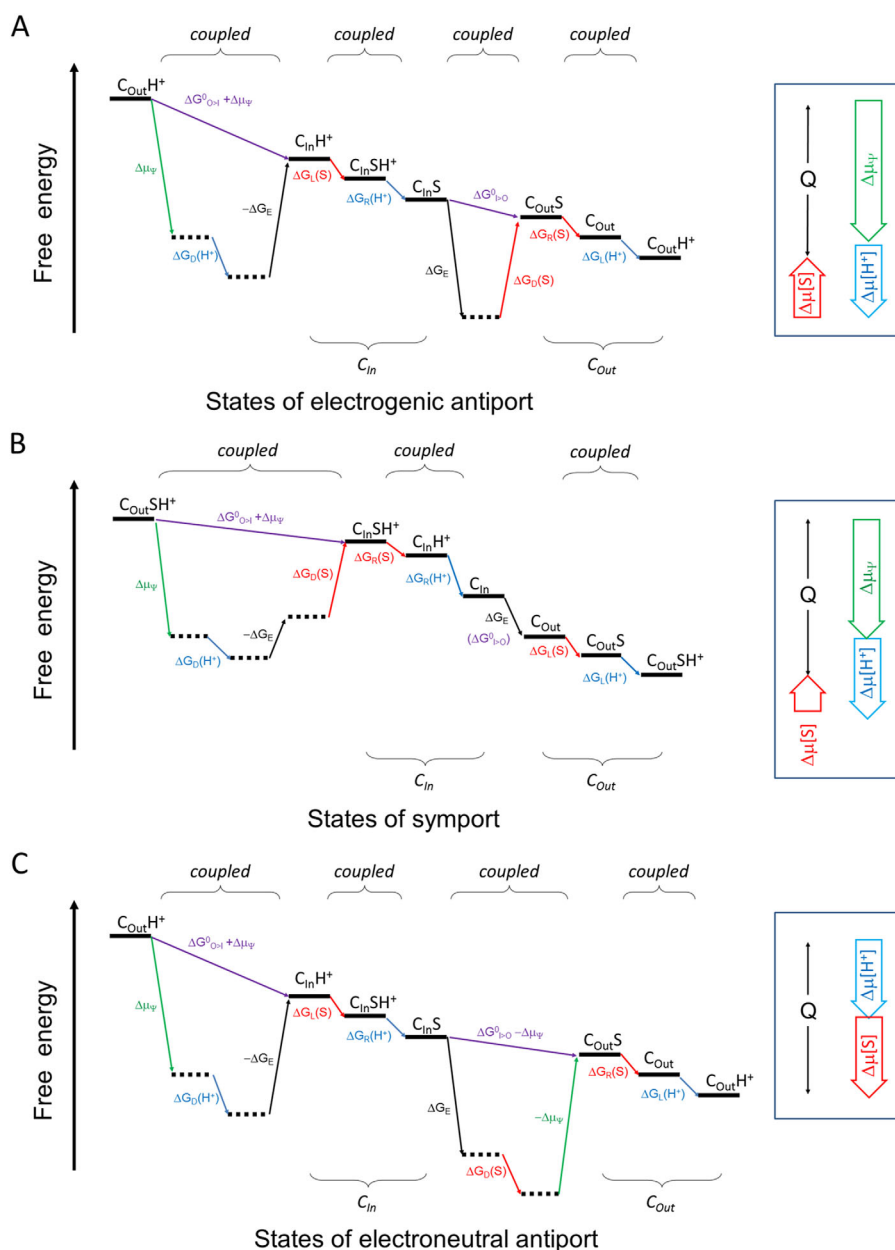 A
coupled coupled coupled coupled
Free energy
C_Out H⁺
ΔG⁰_O>I +Δμ_Ψ
Δμ_Ψ
ΔG_D(H⁺)
−ΔG_E
C_In H⁺
ΔG_L(S)
C_In SH⁺
ΔG_R(H⁺)
C_In S
ΔG⁰_I>O
ΔG_E
ΔG_D(S)
C_Out S
ΔG_R(S)
C_Out
ΔG_L(H⁺)
C_Out H⁺
C_In C_Out
States of electrogenic antiport
Q
Δμ_Ψ
Δμ[S]
Δμ[H⁺]
B
coupled coupled coupled
Free energy
C_Out SH⁺
ΔG⁰_O>I +Δμ_Ψ
Δμ_Ψ
ΔG_D(H⁺)
−ΔG_E
ΔG_D(S)
C_In SH⁺
ΔG_R(S)
C_In H⁺
ΔG_R(H⁺)
C_In
ΔG_E
(ΔG⁰_I>O)
C_Out
ΔG_L(S)
C_Out S
ΔG_L(H⁺)
C_Out SH⁺
C_In C_Out
States of symport
Q
Δμ_Ψ
Δμ[H⁺]
Δμ[S]
C
coupled coupled coupled coupled
Free energy
C_Out H⁺
ΔG⁰_O>I +Δμ_Ψ
Δμ_Ψ
ΔG_D(H⁺)
−ΔG_E
C_In H⁺
ΔG_L(S)
C_In SH⁺
ΔG_R(H⁺)
C_In S
ΔG⁰_I>O −Δμ_Ψ
ΔG_E
ΔG_D(S)
−Δμ_Ψ
C_Out S
ΔG_R(S)
C_Out
ΔG_L(H⁺)
C_Out H⁺
C_In C_Out
States of electroneutral antiport
Q
Δμ[H⁺]
Δμ[S]